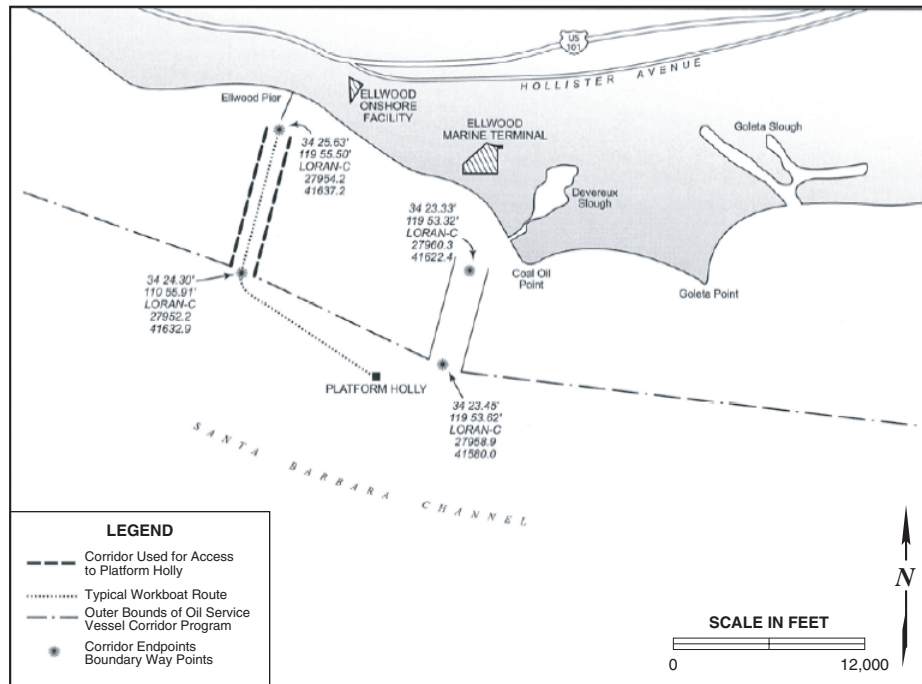 US
101
HOLLISTER AVENUE
Ellwood Pier
ELLWOOD
ONSHORE
FACILITY
ELLWOOD
MARINE TERMINAL
Goleta Slough
34 25.63'
119 55.50'
LORAN-C
27954.2
41637.2
Devereux
Slough
34 23.33'
119 53.32'
LORAN-C
27960.3
41622.4
34 24.30'
110 55.91'
LORAN-C
27952.2
41632.9
Coal Oil
Point
Goleta Point
PLATFORM HOLLY
34 23.45'
119 53.62'
LORAN-C
27958.9
41580.0
SANTA BARBARA CHANNEL
LEGEND
Corridor Used for Access
to Platform Holly
Typical Workboat Route
Outer Bounds of Oil Service
Vessel Corridor Program
Corridor Endpoints
Boundary Way Points
N
SCALE IN FEET
0 12,000